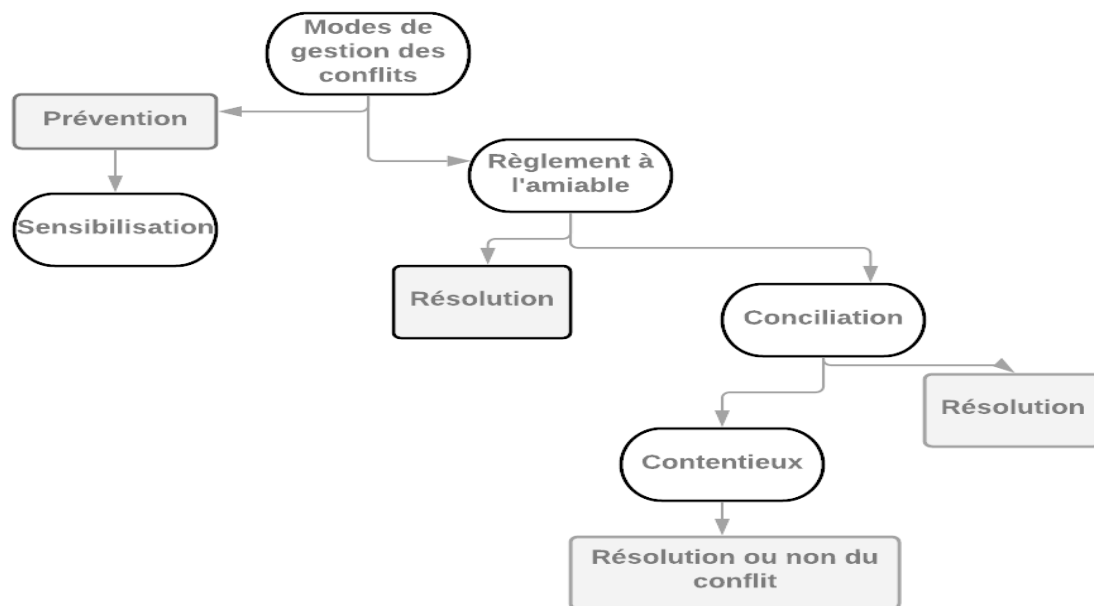 Modes de
gestion des
conflits
Prévention
Règlement à
l'amiable
Sensibilisation
Résolution
Conciliation
Résolution
Contentieux
Résolution ou non du
conflit